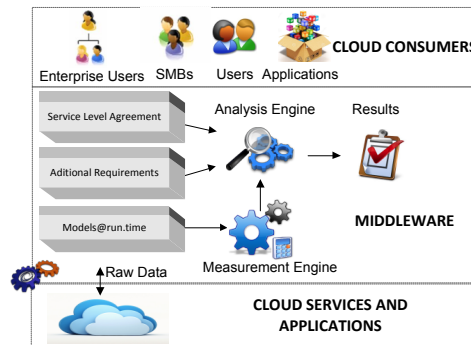 CLOUD CONSUMERS
Enterprise Users
SMBs
Users
Applications
Service Level Agreement
Analysis Engine
Results
Aditional Requirements
Models@run.time
MIDDLEWARE
Measurement Engine
Raw Data
CLOUD SERVICES AND
APPLICATIONS